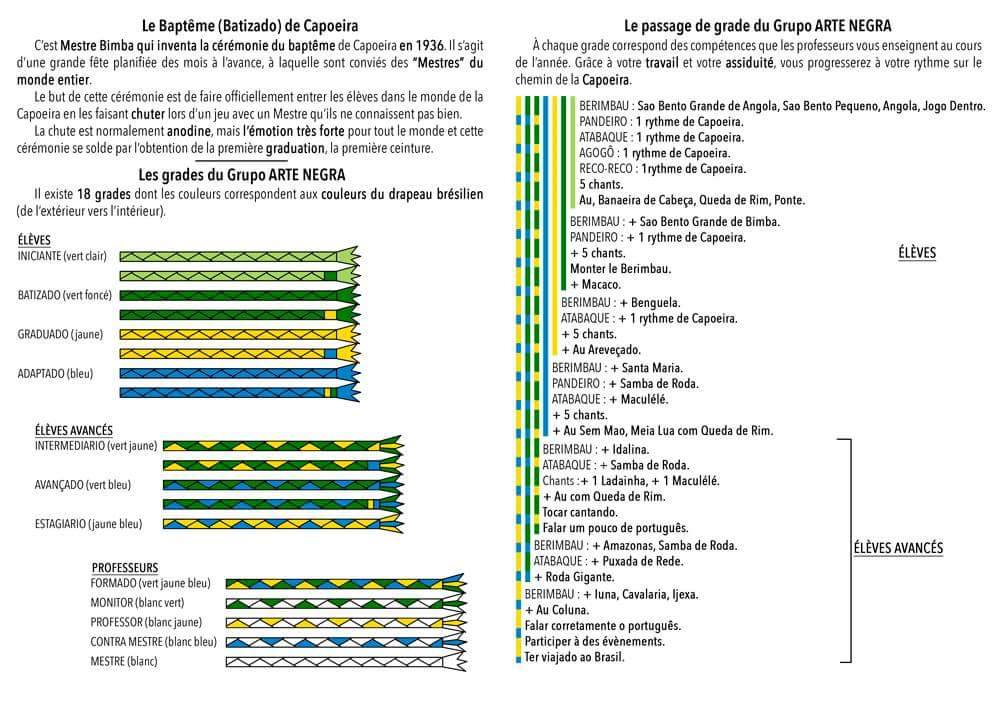 Le Baptême (Batizado) de Capoeira
C'est Mestre Bimba qui inventa la cérémonie du baptême de Capoeira en 1936. Il s'agit
d'une grande fête planifiée des mois à l'avance, à laquelle sont conviés des “Mestres” du
monde entier.
Le but de cette cérémonie est de faire officiellement entrer les élèves dans le monde de la
Capoeira en les faisant chuter lors d'un jeu avec un Mestre qu'ils ne connaissent pas bien.
La chute est normalement anodine, mais l'émotion très forte pour tout le monde et cette
cérémonie se solde par l'obtention de la première graduation, la première ceinture.
Les grades du Grupo ARTE NEGRA
Il existe 18 grades dont les couleurs correspondent aux couleurs du drapeau brésilien
(de l'extérieur vers l'intérieur).
ÉLÈVES
INICIANTE (vert clair)
BATIZADO (vert foncé)
GRADUADO (jaune)
ADAPTADO (bleu)
ÉLÈVES AVANCÉS
INTERMEDIARIO (vert jaune)
AVANÇADO (vert bleu)
ESTAGIARIO (jaune bleu)
PROFESSEURS
FORMADO (vert jaune bleu)
MONITOR (blanc vert)
PROFESSOR (blanc jaune)
CONTRA MESTRE (blanc bleu)
MESTRE (blanc)
Le passage de grade du Grupo ARTE NEGRA
À chaque grade correspond des compétences que les professeurs vous enseignent au cours
de l'année. Grâce à votre travail et votre assiduité, vous progresserez à votre rythme sur le
chemin de la Capoeira.
BERIMBAU : Sao Bento Grande de Angola, Sao Bento Pequeno, Angola, Jogo Dentro.
PANDEIRO : 1 rythme de Capoeira.
ATABAQUE : 1 rythme de Capoeira.
AGOGÔ : 1 rythme de Capoeira.
RECO-RECO : 1rythme de Capoeira.
5 chants.
Au, Banaeira de Cabeça, Queda de Rim, Ponte.
BERIMBAU : + Sao Bento Grande de Bimba.
PANDEIRO : + 1 rythme de Capoeira.
+ 5 chants.
Monter le Berimbau.
+ Macaco.
ÉLÈVES
BERIMBAU : + Benguela.
ATABAQUE : + 1 rythme de Capoeira.
+ 5 chants.
+ Au Areveçado.
BERIMBAU : + Santa Maria.
PANDEIRO : + Samba de Roda.
ATABAQUE : + Maculélé.
+ 5 chants.
+ Au Sem Mao, Meia Lua com Queda de Rim.
BERIMBAU : + Idalina.
ATABAQUE : + Samba de Roda.
Chants :+ 1 Ladainha, + 1 Maculélé.
+ Au com Queda de Rim.
Tocar cantando.
Falar um pouco de português.
BERIMBAU : + Amazonas, Samba de Roda.
ATABAQUE : + Puxada de Rede.
+ Roda Gigante.
ÉLÈVES AVANCÉS
BERIMBAU : + Iuna, Cavalaria, Ijexa.
+ Au Coluna.
Falar corretamente o português.
Participer à des évènements.
Ter viajado ao Brasil.